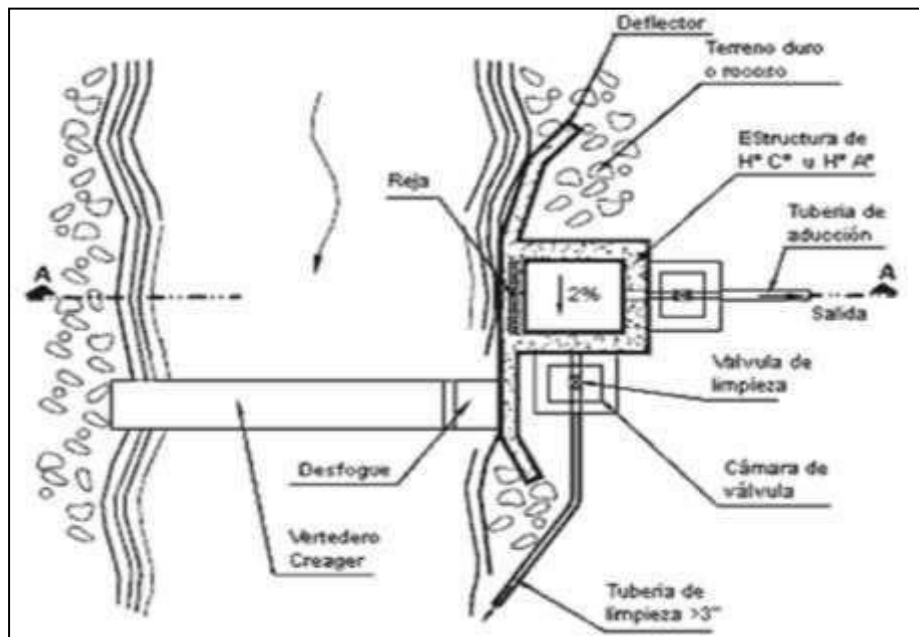 Deflector
Terreno duro
o rocoso
Estructura de
Hº Cº u Hº Aº
Reja
Tuberia de
aducción
A
A
2%
Salida
Valvula de
limpieza
Desfogue
Cámara de
válvula
Vertedero
Creager
Tuberia de
limpieza >3"